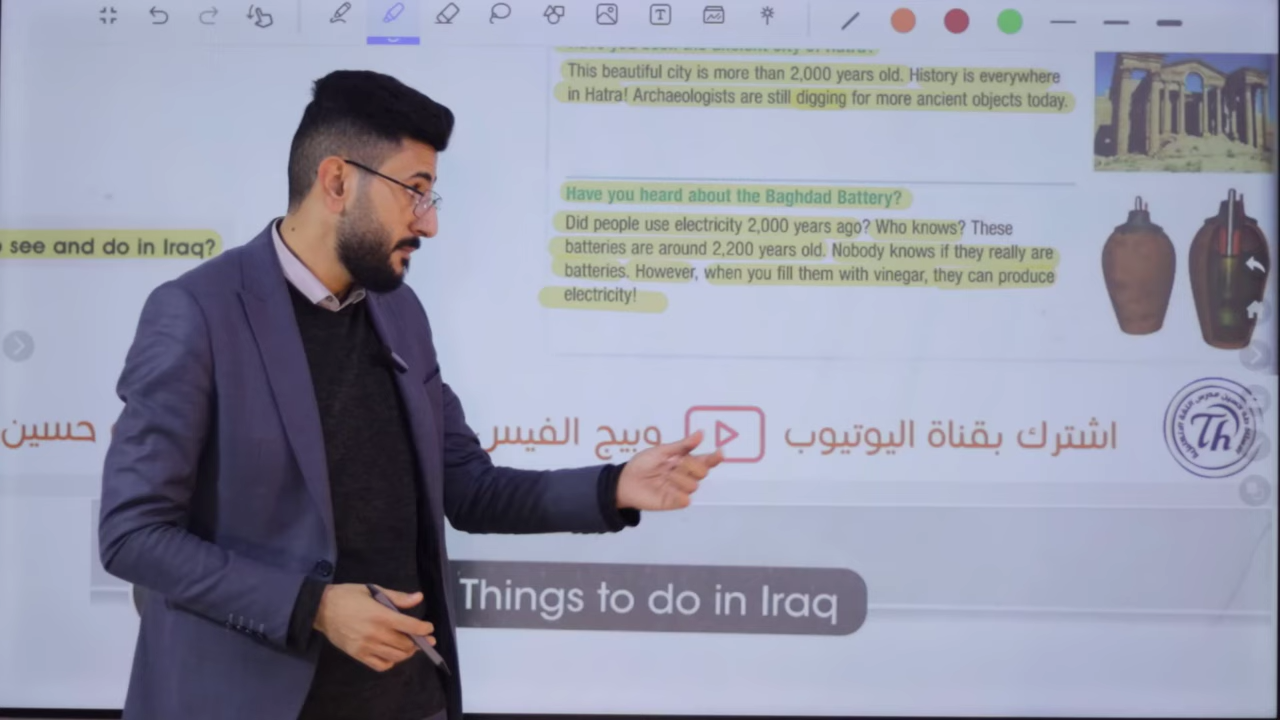 This beautiful city is more than 2,000 years old. History is everywhere
in Hatra! Archaeologists are still digging for more ancient objects today.
Have you heard about the Baghdad Battery?
Did people use electricity 2,000 years ago? Who knows? These
batteries are around 2,200 years old. Nobody knows if they really are
batteries. However, when you fill them with vinegar, they can produce
electricity!
see and do in Iraq?
اشترك بقناة اليوتيوب وبيج الفيس حسين
Th
Things to do in Iraq